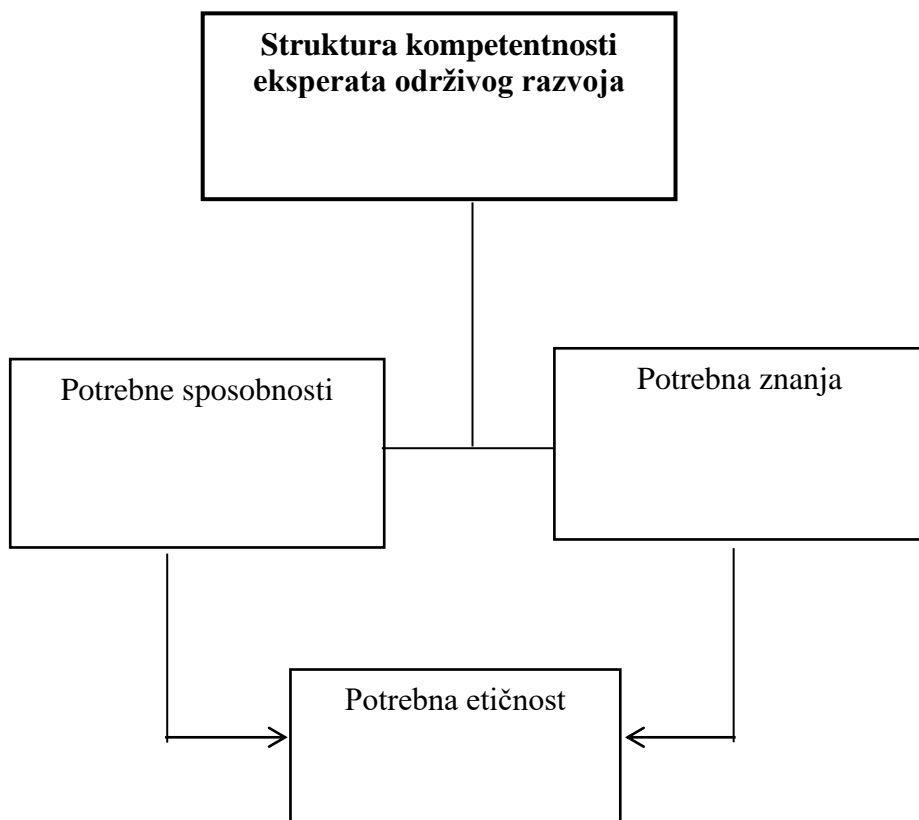 Struktura kompetentnosti
eksperata održivog razvoja
Potrebne sposobnosti
Potrebna znanja
Potrebna etičnost